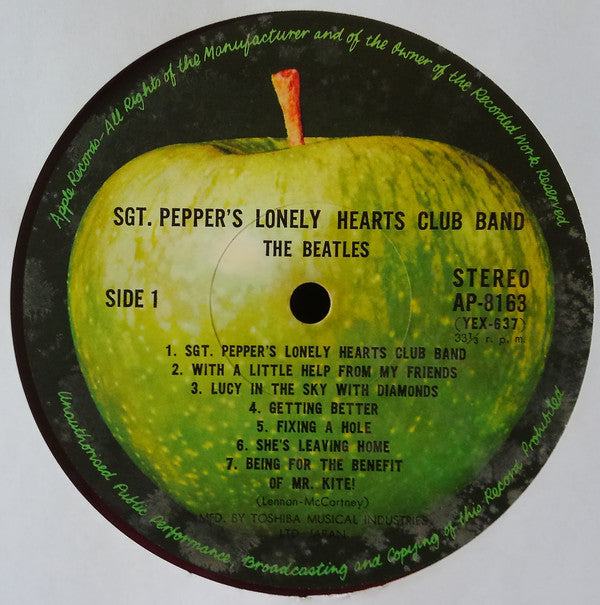 Apple Records-All Rights of the Manufacturer and of the Owner of the Recorded Work Reserved
SGT. PEPPER'S LONELY HEARTS CLUB BAND
THE BEATLES
SIDE 1
STEREO
AP-8163
(YEX-637)
33⅓ r. p. m.
1. SGT. PEPPER'S LONELY HEARTS CLUB BAND
2. WITH A LITTLE HELP FROM MY FRIENDS
3. LUCY IN THE SKY WITH DIAMONDS
4. GETTING BETTER
5. FIXING A HOLE
6. SHE'S LEAVING HOME
7. BEING FOR THE BENEFIT
OF MR. KITE!
(Lennon-McCartney)
MFD. BY TOSHIBA MUSICAL INDUSTRIES
LTD. JAPAN
Unauthorised Public Performance, Broadcasting and Copying of this Record Prohibited